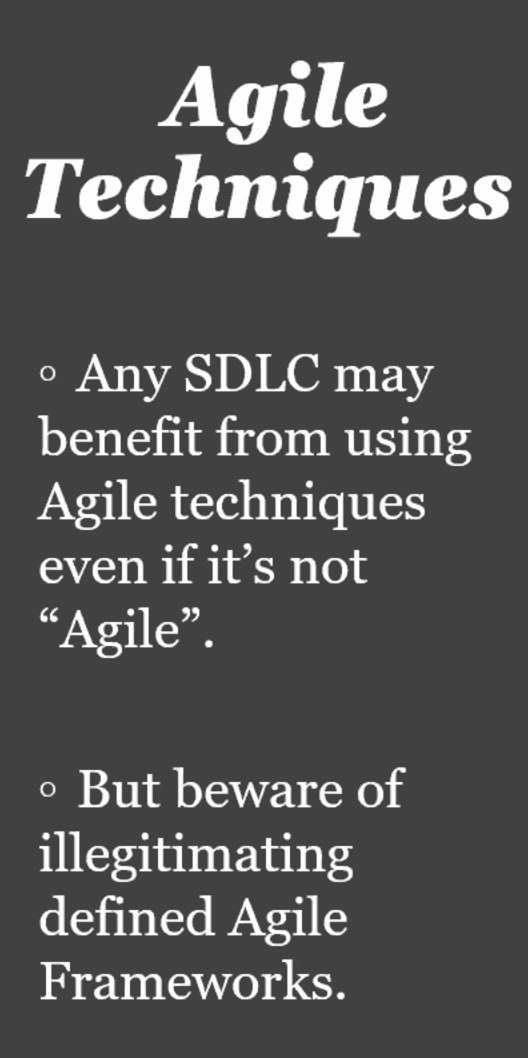 Agile
Techniques
◦ Any SDLC may
benefit from using
Agile techniques
even if it’s not
“Agile”.
◦ But beware of
illegitimating
defined Agile
Frameworks.